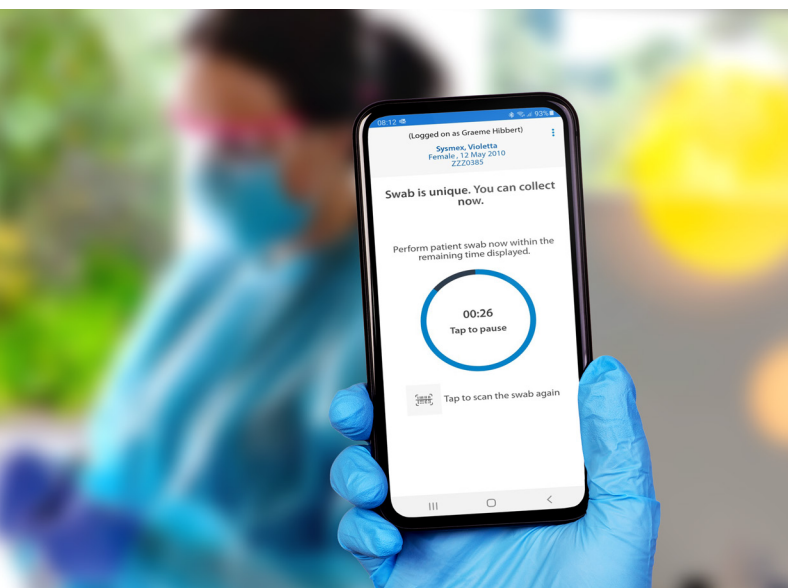 08:12
93%
(Logged on as Graeme Hibbert)
Sysmex, Violetta
Female , 12 May 2010
ZZZ0385
Swab is unique. You can collect
now.
Perform patient swab now within the
remaining time displayed.
00:26
Tap to pause
Tap to scan the swab again